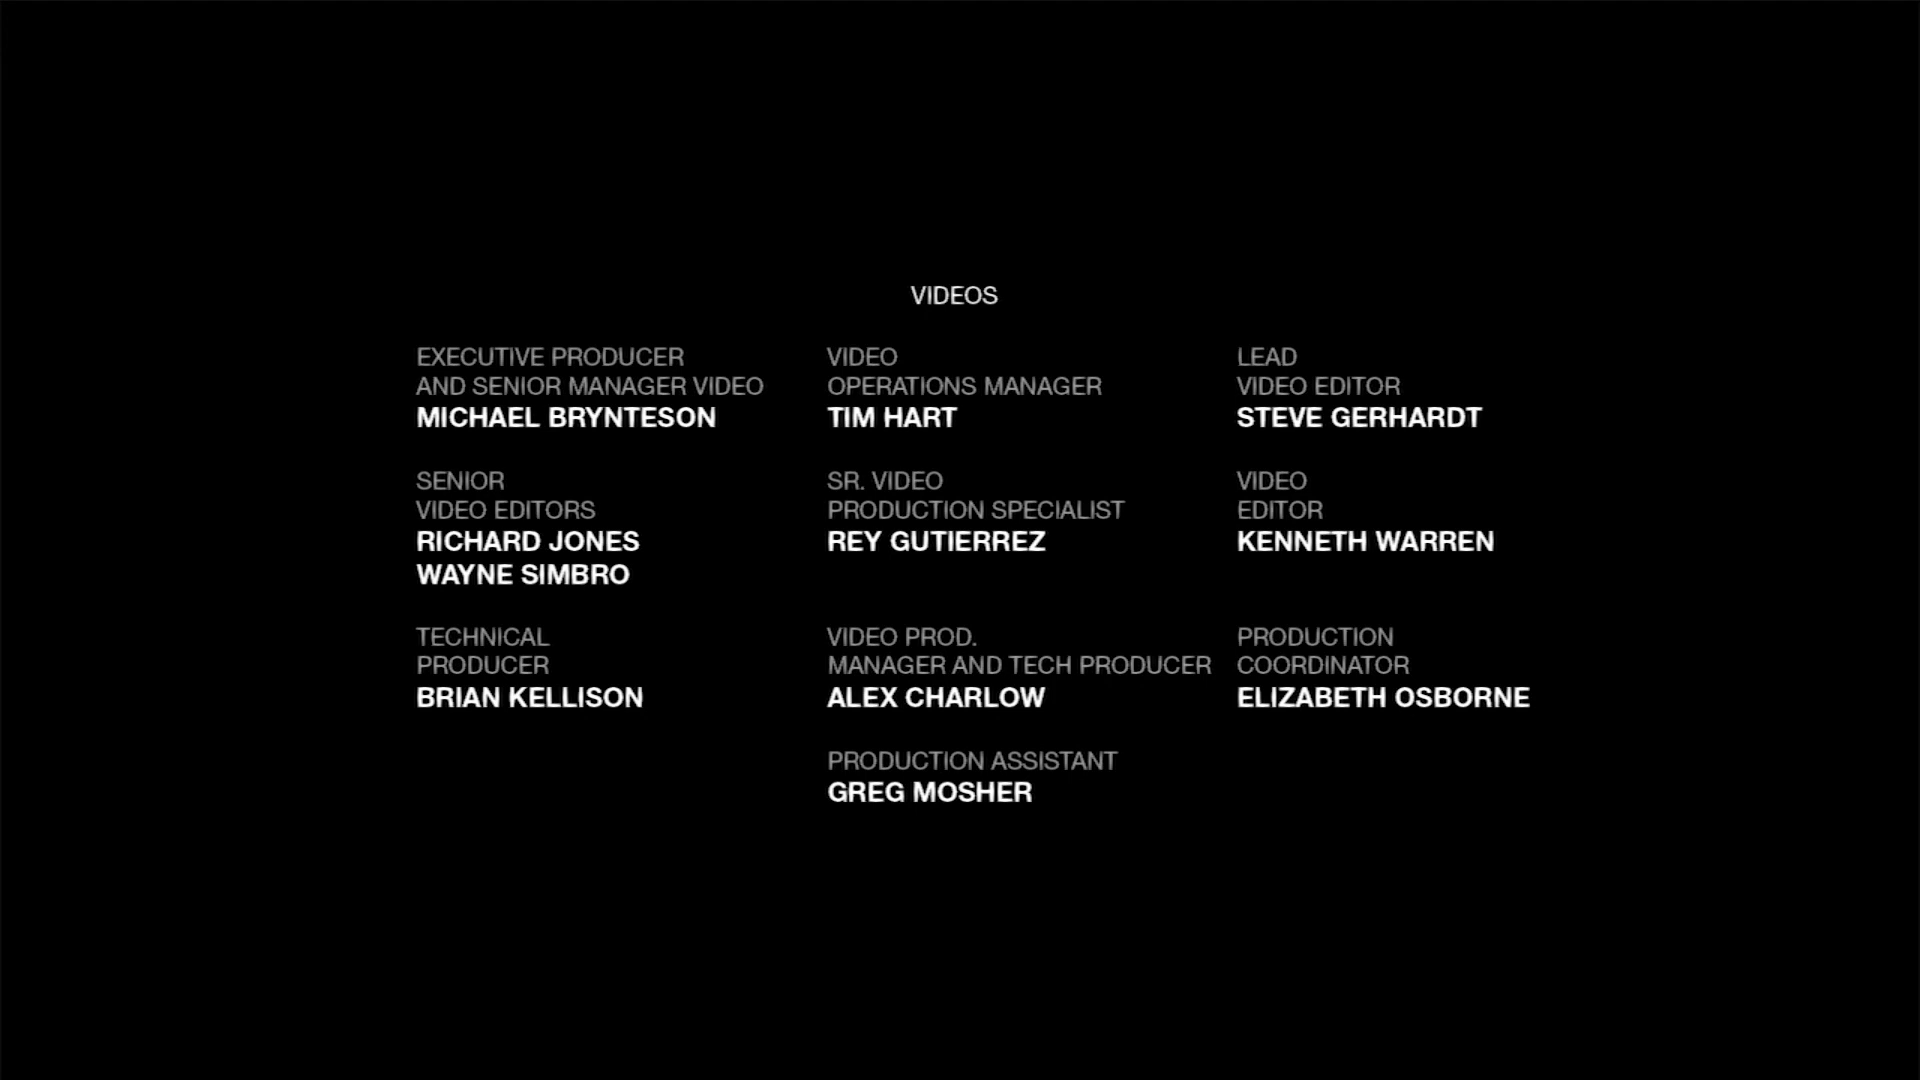 VIDEOS
EXECUTIVE PRODUCER
AND SENIOR MANAGER VIDEO
MICHAEL BRYNTESON
VIDEO
OPERATIONS MANAGER
TIM HART
LEAD
VIDEO EDITOR
STEVE GERHARDT
SENIOR
VIDEO EDITORS
RICHARD JONES
WAYNE SIMBRO
SR. VIDEO
PRODUCTION SPECIALIST
REY GUTIERREZ
VIDEO
EDITOR
KENNETH WARREN
TECHNICAL
PRODUCER
BRIAN KELLISON
VIDEO PROD.
MANAGER AND TECH PRODUCER
ALEX CHARLOW
PRODUCTION
COORDINATOR
ELIZABETH OSBORNE
PRODUCTION ASSISTANT
GREG MOSHER